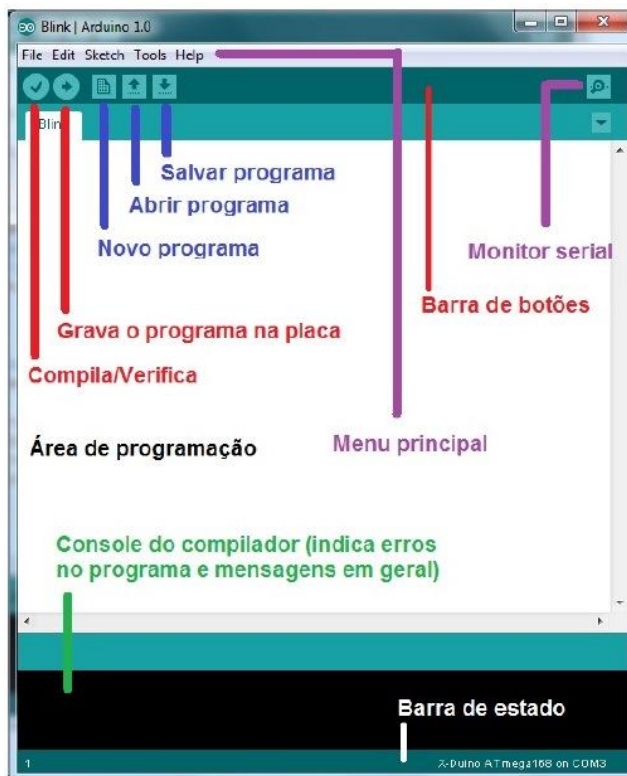 Blink | Arduino 1.0
File Edit Sketch Tools Help
Blink
Salvar programa
Abrir programa
Novo programa
Monitor serial
Barra de botões
Grava o programa na placa
Compila/Verifica
Menu principal
Área de programação
Console do compilador (indica erros
no programa e mensagens em geral)
Barra de estado
1
X-Duino ATmega168 on COM3